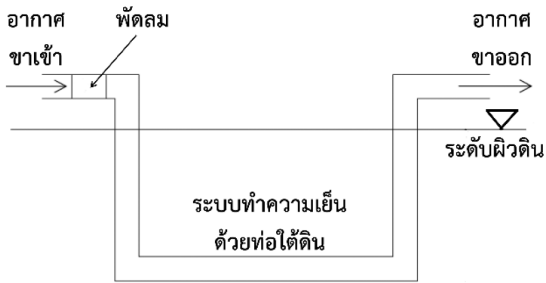 อากาศ
ขาเข้า
พัดลม
อากาศ
ขาออก
ระดับผิวดิน
ระบบทำความเย็น
ด้วยท่อใต้ดิน